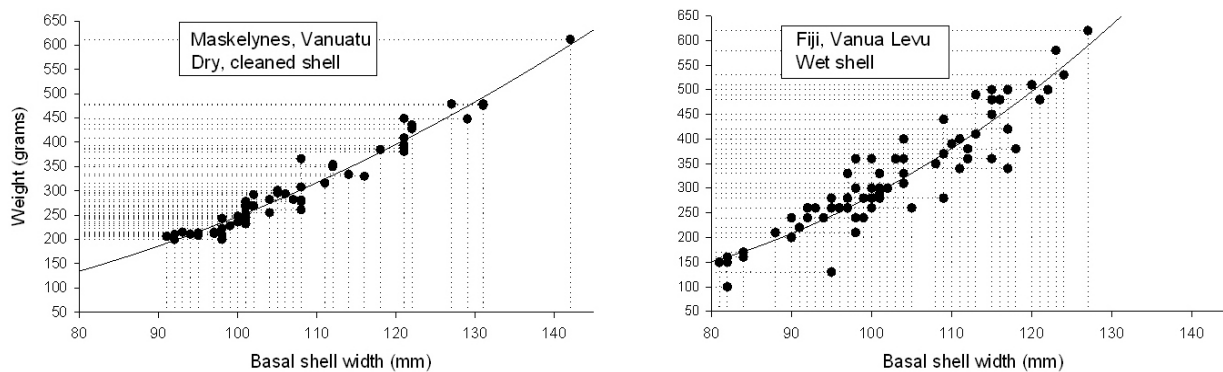 Maskelynes, Vanuatu
Dry, cleaned shell
Weight (grams)
650
600
550
500
450
400
350
300
250
200
150
100
50
80 90 100 110 120 130 140
Basal shell width (mm)
Fiji, Vanua Levu
Wet shell
650
600
550
500
450
400
350
300
250
200
150
100
50
80 90 100 110 120 130 140
Basal shell width (mm)